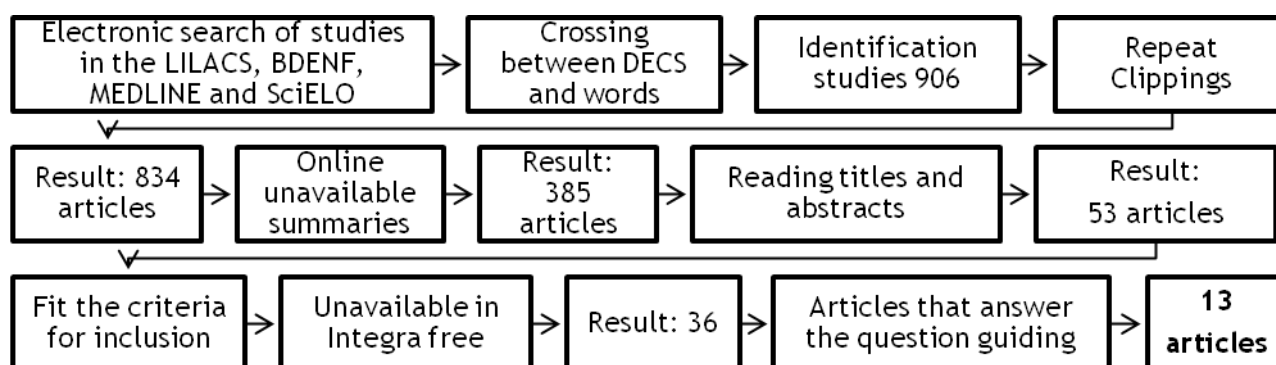 Electronic search of studies
in the LILACS, BDENF,
MEDLINE and SciELO
Crossing
between DECS
and words
Identification
studies 906
Repeat
Clippings
Result: 834
articles
Online
unavailable
summaries
Result:
385
articles
Reading titles and
abstracts
Result:
53 articles
Fit the criteria
for inclusion
Unavailable in
Integra free
Result: 36
Articles that answer
the question guiding
13
articles